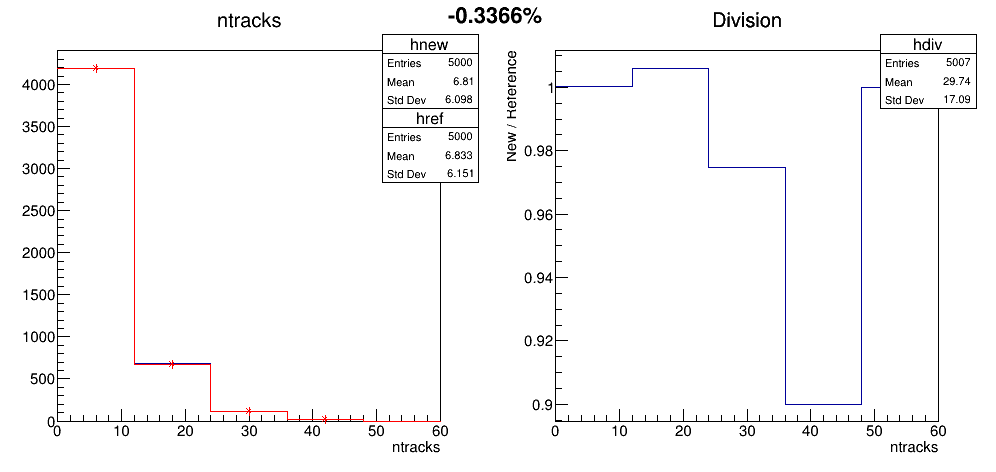 -0.3366%
ntracks
hnew
Entries 5000
Mean 6.81
Std Dev 6.098
href
Entries 5000
Mean 6.833
Std Dev 6.151
4000
3500
3000
2500
2000
1500
1000
500
0
0 10 20 30 40 50 60
ntracks
Division
hdiv
Entries 5007
Mean 29.74
Std Dev 17.09
New / Reference
1
0.98
0.96
0.94
0.92
0.9
0 10 20 30 40 50 60
ntracks